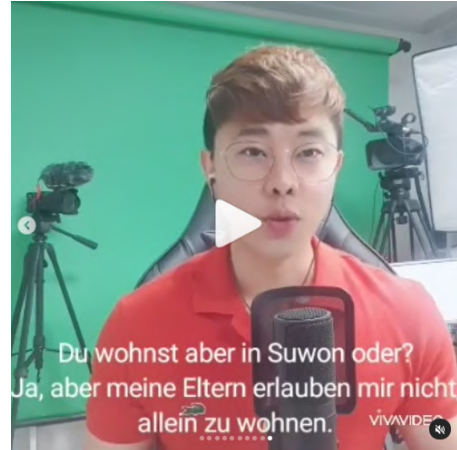 Du wohnst aber in Suwon oder?
Ja, aber meine Eltern erlauben mir nicht
allein zu wohnen.
VIVAVIDEO